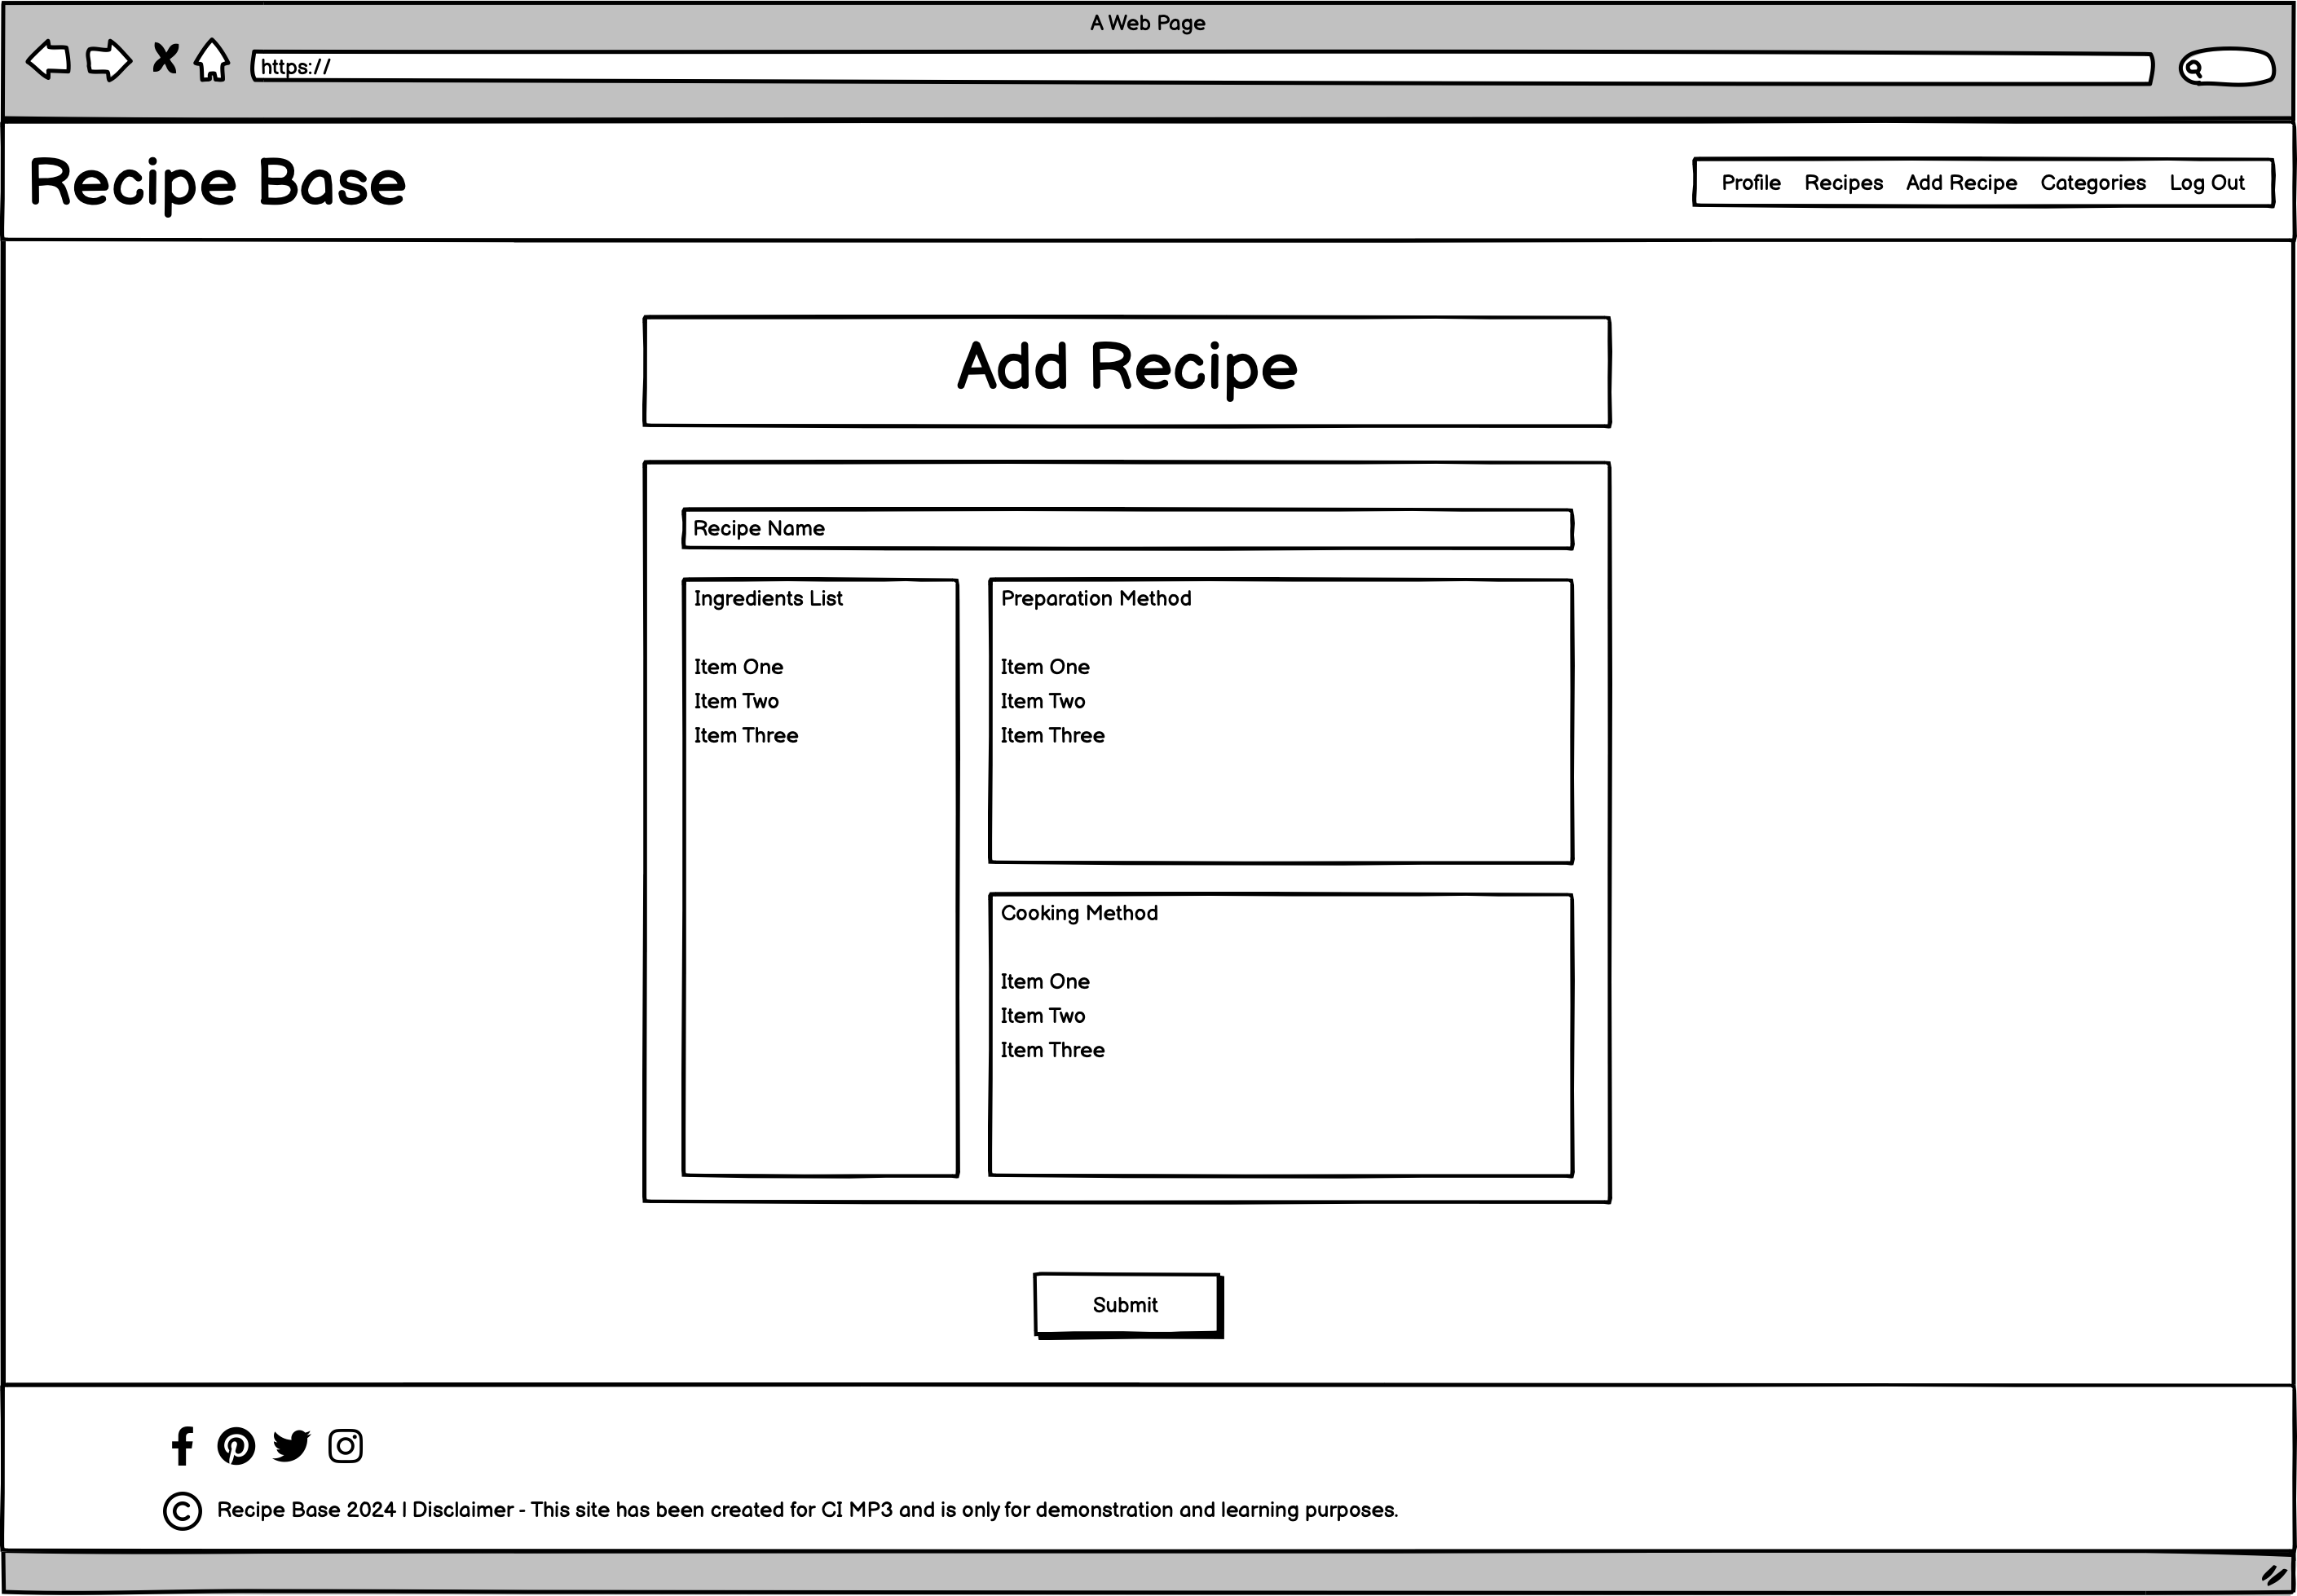 A Web Page
https://
Recipe Base
Profile Recipes Add Recipe Categories Log Out
Add Recipe
Recipe Name
Ingredients List
Item One
Item Two
Item Three
Preparation Method
Item One
Item Two
Item Three
Cooking Method
Item One
Item Two
Item Three
Submit
© Recipe Base 2024 | Disclaimer - This site has been created for CI MP3 and is only for demonstration and learning purposes.